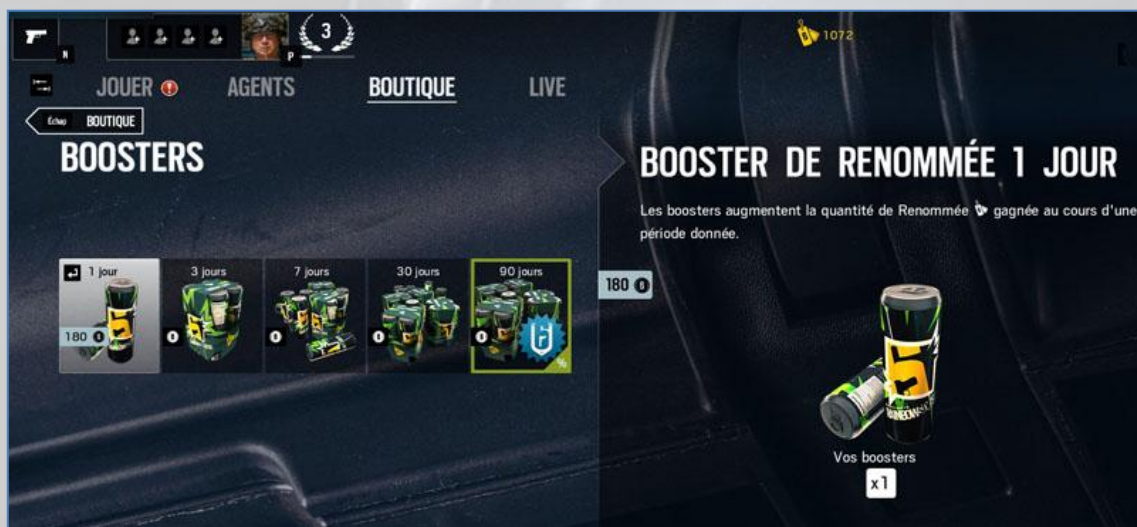 N
P
3
1072
JOUER
AGENTS
BOUTIQUE
LIVE
Échap BOUTIQUE
BOOSTERS
1 jour
3 jours
7 jours
30 jours
90 jours
180
%
BOOSTER DE RENOMMÉE 1 JOUR
Les boosters augmentent la quantité de Renommée gagnée au cours d'une
période donnée.
180
Vos boosters
x1